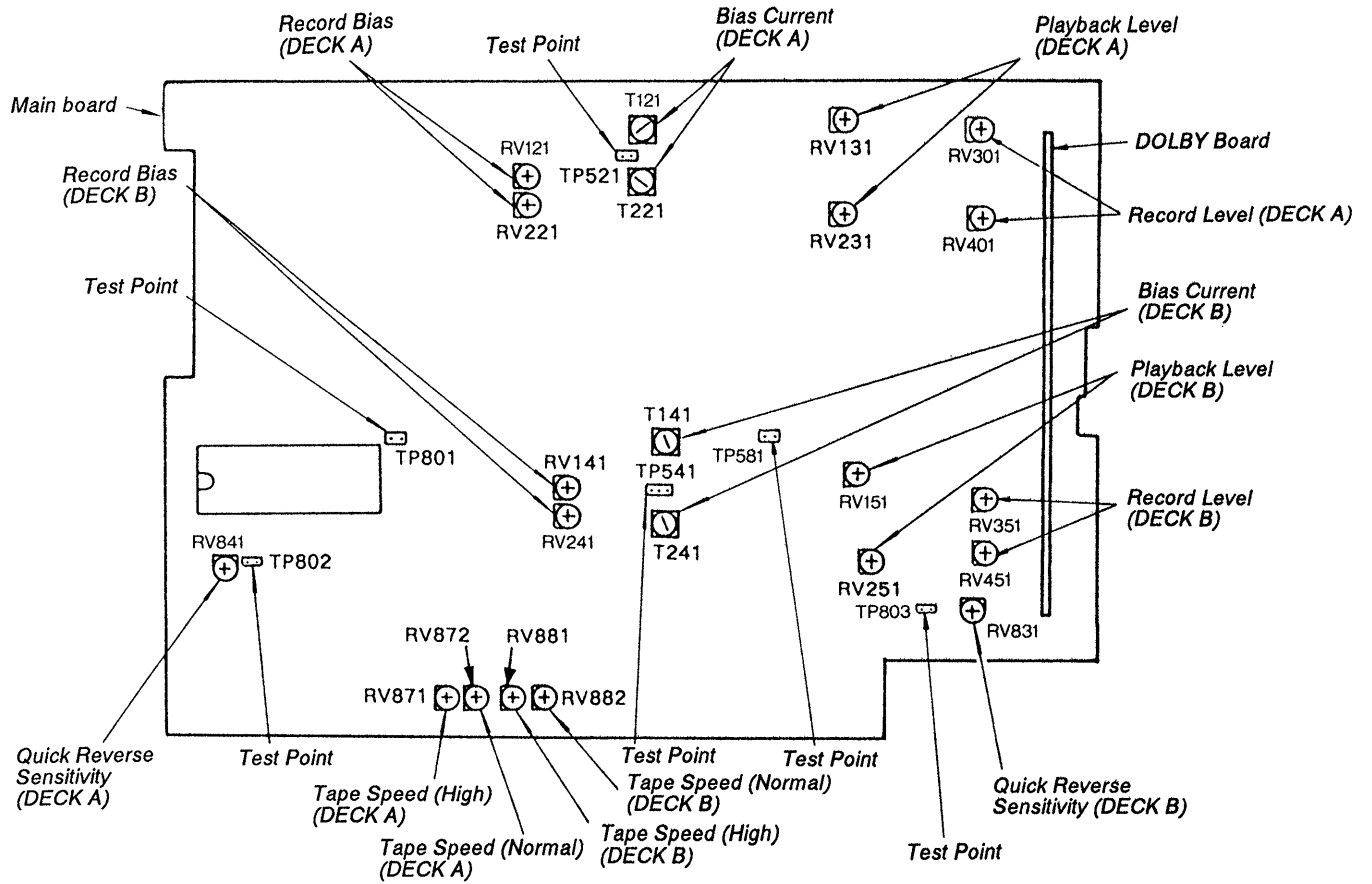 Record Bias
(DECK A)
Test Point
Bias Current
(DECK A)
Playback Level
(DECK A)
Main board
T121
RV121
TP521
T221
RV221
RV131
RV231
RV301
RV401
DOLBY Board
Record Level (DECK A)
Record Bias
(DECK B)
Test Point
Bias Current
(DECK B)
Playback Level
(DECK B)
TP801
T141
TP541
TP581
RV141
RV241
T241
RV151
RV351
RV451
RV251
Record Level
(DECK B)
RV841
TP802
TP803
RV831
RV872
RV881
RV871
RV882
Quick Reverse
Sensitivity
(DECK A)
Test Point
Tape Speed (High)
(DECK A)
Tape Speed (Normal)
(DECK A)
Test Point
Tape Speed (Normal)
(DECK B)
Tape Speed (High)
(DECK B)
Test Point
Quick Reverse
Sensitivity (DECK B)
Test Point